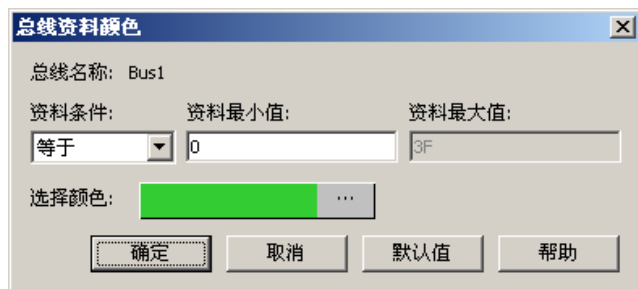 总线资料颜色
总线名称: Bus1
资料条件: 资料最小值: 资料最大值:
等于 0 3F
选择颜色: ...
确定 取消 默认值 帮助